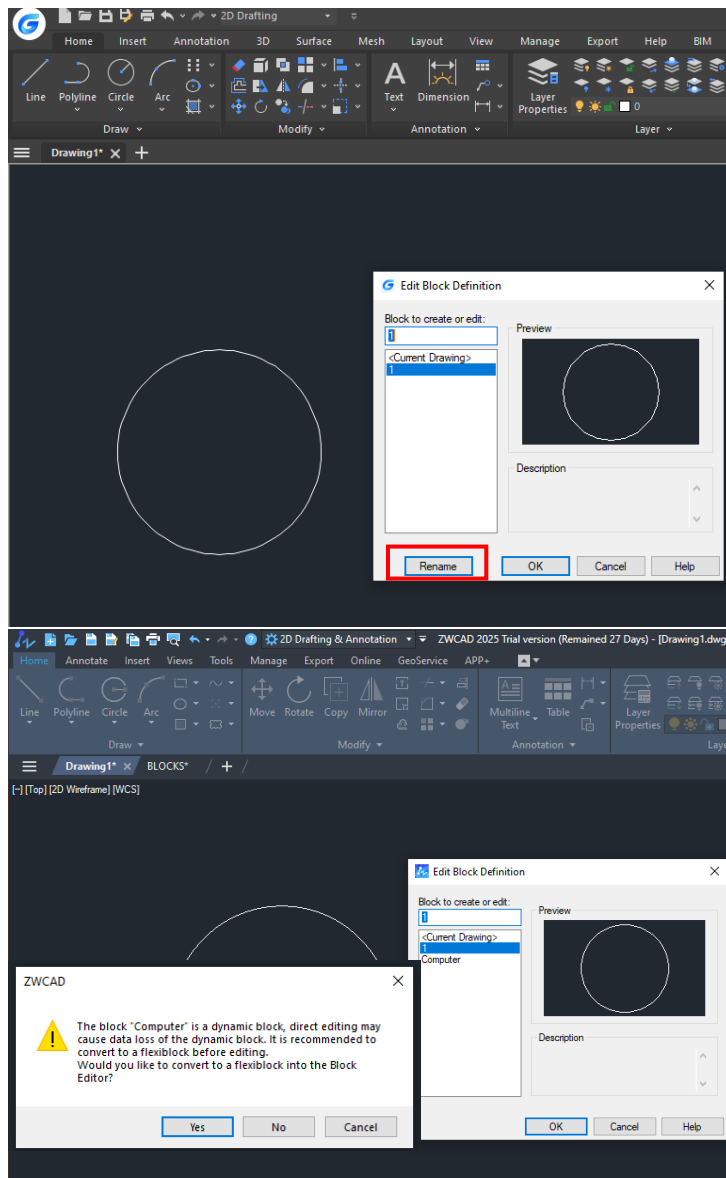 2D Drafting
Home Insert Annotation 3D Surface Mesh Layout View Manage Export Help BIM
Line Polyline Circle Arc Text Dimension Layer Properties 0
Draw Modify Annotation Layer
Drawing1*
Edit Block Definition
Block to create or edit:
1
<Current Drawing>
1
Preview
Description
Rename OK Cancel Help
2D Drafting & Annotation ZWCAD 2025 Trial version (Remained 27 Days) - [Drawing1.dwg
Home Annotate Insert Views Tools Manage Export Online GeoService APP+
Line Polyline Circle Arc Move Rotate Copy Mirror Multiline Text Table Layer Properties
Draw Modify Annotation Laye
Drawing1* BLOCKS*
[-] [Top] [2D Wireframe] [WCS]
Edit Block Definition
Block to create or edit:
1
<Current Drawing>
1
Computer
Preview
Description
OK Cancel Help
ZWCAD
The block "Computer" is a dynamic block, direct editing may
cause data loss of the dynamic block. It is recommended to
convert to a flexiblock before editing.
Would you like to convert to a flexiblock into the Block
Editor?
Yes No Cancel